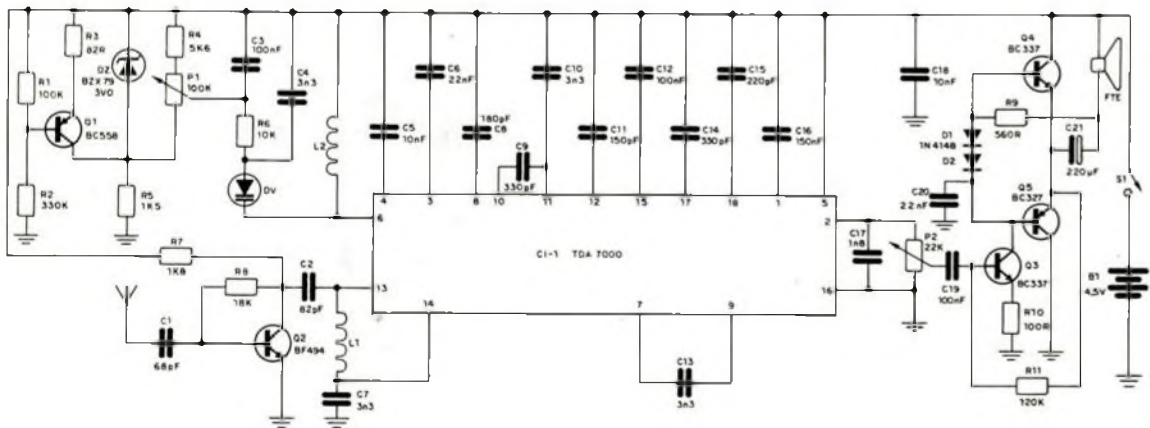 R3
82R
R1
100K
DZ
BZX79
3V0
R4
5K6
P1
100K
C3
100nF
C4
3n3
Q1
BC558
R6
10K
R2
330K
R5
1K5
DV
L2
C5
10nF
C6
22nF
180pF
C8
C9
330pF
C10
3n3
C11
150pF
C12
100nF
C14
330pF
C15
220pF
C16
150nF
C18
10nF
Q4
BC337
FTE
R9
560R
D1
1N4148
D2
C21
220µF
C20
22nF
Q5
BC327
S1
6
4
3
8
10
11
12
15
17
18
1
5
2
CI-1 TDA 7000
13
14
7
9
16
R7
1K8
R8
18K
C2
82pF
C1
68pF
Q2
BF494
L1
C7
3n3
C13
3n3
C17
1n8
P2
22K
C19
100nF
Q3
BC337
R10
100R
R11
120K
B1
4,5V